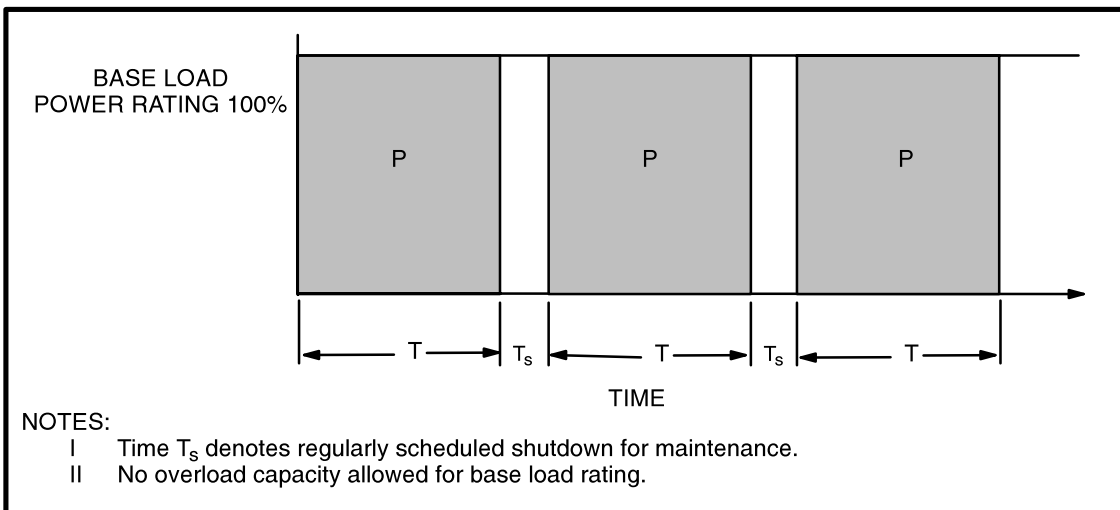 BASE LOAD
POWER RATING 100%
P P P
T Ts T Ts T
TIME
NOTES:
I Time Ts denotes regularly scheduled shutdown for maintenance.
II No overload capacity allowed for base load rating.